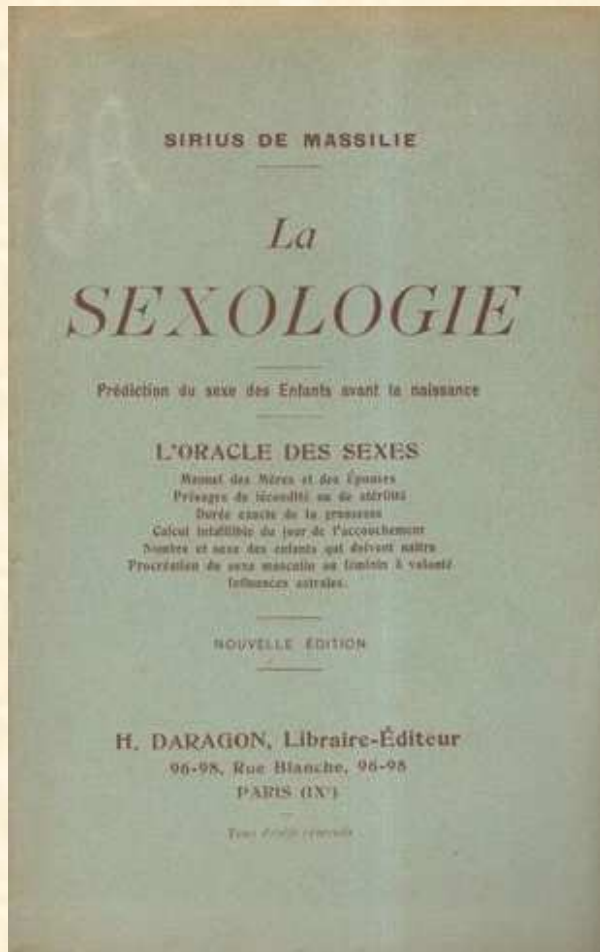 SIRIUS DE MASSILIE
La
SEXOLOGIE
Prédiction du sexe des Enfants avant la naissance
L'ORACLE DES SEXES
Manuel des Mères et des Épouses
Présages de fécondité ou de stérilité
Durée exacte de la grossesse
Calcul infaillible du jour de l'accouchement
Nombre et sexe des enfants qui doivent naître
Procréation du sexe masculin ou féminin à volonté
Influences astrales.
NOUVELLE ÉDITION
H. DARAGON, Libraire-Éditeur
96-98, Rue Blanche, 96-98
PARIS (IXe)
Tous droits réservés